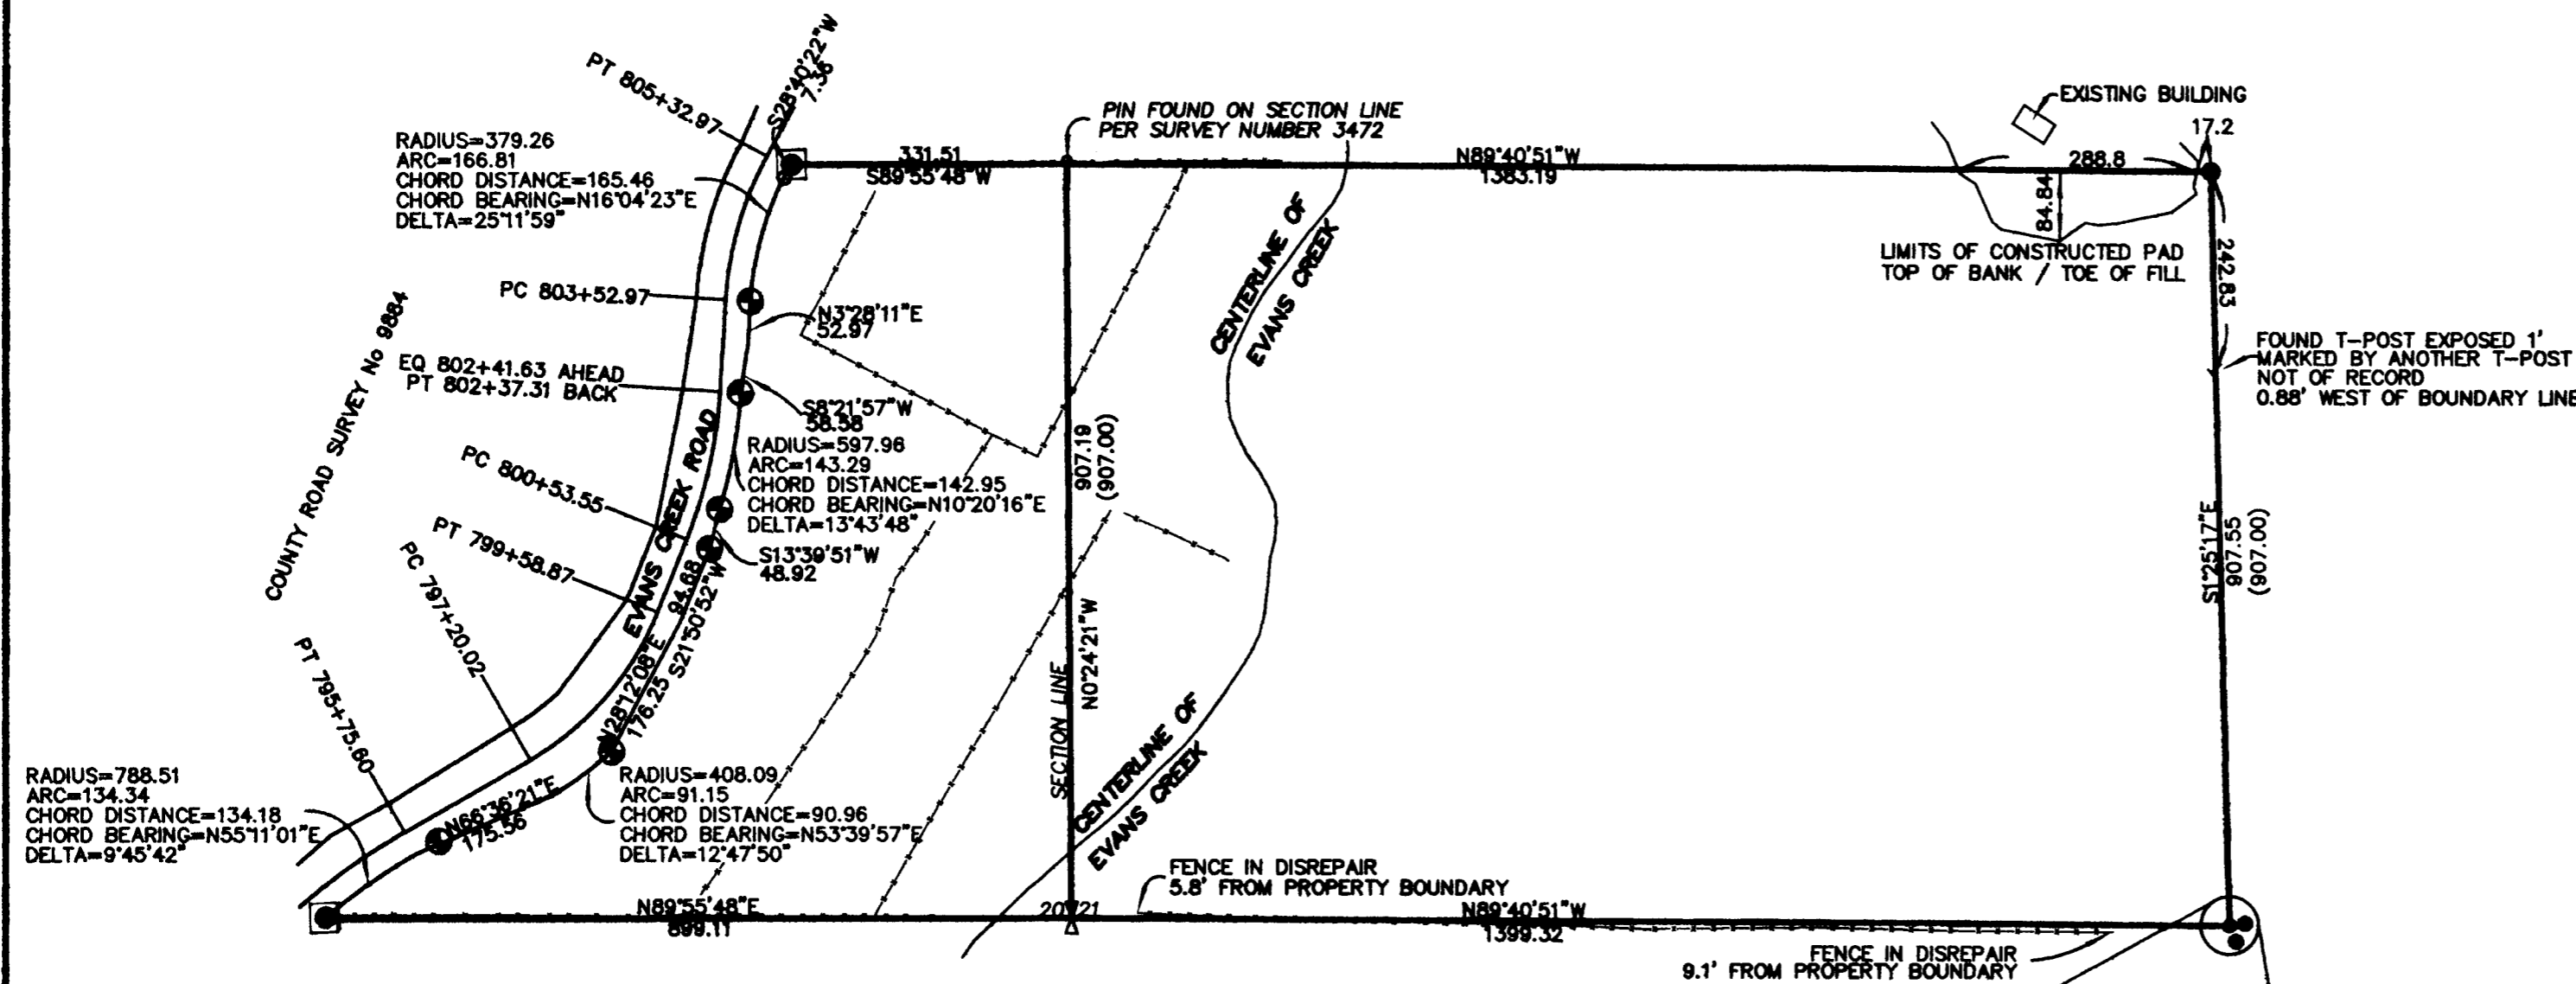 S28°40'22"W
7.36
PT 805+32.97
RADIUS=379.26
ARC=166.81
CHORD DISTANCE=165.46
CHORD BEARING=N16°04'23"E
DELTA=25°11'59"
PIN FOUND ON SECTION LINE
PER SURVEY NUMBER 3472
331.51
S89°55'48"W
N89°40'51"W
1383.19
EXISTING BUILDING
17.2
288.8
84.84
LIMITS OF CONSTRUCTED PAD
TOP OF BANK / TOE OF FILL
242.83
CENTERLINE OF
EVANS CREEK
PC 803+52.97
N3°28'11"E
52.97
COUNTY ROAD SURVEY No 9884
EQ 802+41.63 AHEAD
PT 802+37.31 BACK
S8°21'57"W
58.58
FOUND T-POST EXPOSED 1'
MARKED BY ANOTHER T-POST
NOT OF RECORD
0.88' WEST OF BOUNDARY LINE
RADIUS=597.96
ARC=143.29
CHORD DISTANCE=142.95
CHORD BEARING=N10°20'16"E
DELTA=13°43'48"
907.19
(907.00)
PC 800+53.55
EVANS CREEK ROAD
PT 799+58.87
S13°39'51"W
48.92
PC 797+20.02
94.68
N28°12'08"E
176.25 S21°50'52"W
S1°25'17"E
907.55
(907.00)
SECTION LINE
N0°24'21"W
PT 795+75.60
CENTERLINE OF
EVANS CREEK
RADIUS=788.51
ARC=134.34
CHORD DISTANCE=134.18
CHORD BEARING=N55°11'01"E
DELTA=9°45'42"
N66°36'21"E
175.56
RADIUS=408.09
ARC=91.15
CHORD DISTANCE=90.96
CHORD BEARING=N53°39'57"E
DELTA=12°47'50"
FENCE IN DISREPAIR
5.8' FROM PROPERTY BOUNDARY
N89°55'48"E
899.11
20 21
N89°40'51"W
1399.32
FENCE IN DISREPAIR
9.1' FROM PROPERTY BOUNDARY